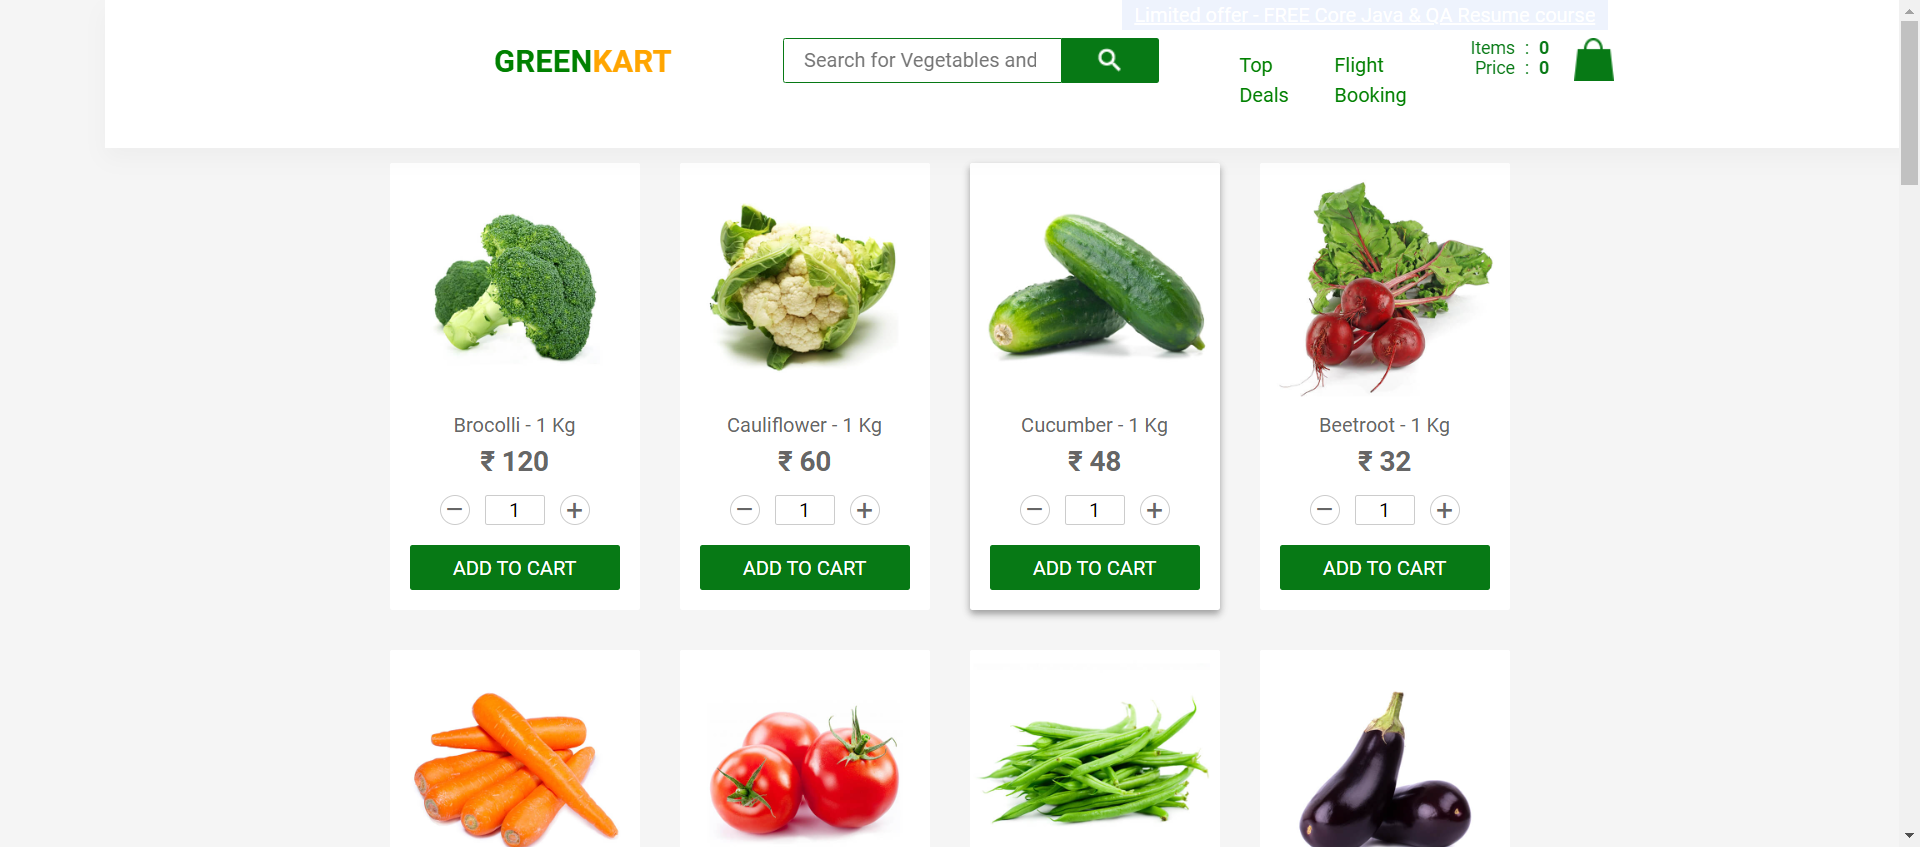 Limited offer - FREE Core Java & QA Resume course
GREENKART
Search for Vegetables and
Top
Deals
Flight
Booking
Items : 0
Price : 0
Brocolli - 1 Kg
₹ 120
− 1 +
ADD TO CART
Cauliflower - 1 Kg
₹ 60
− 1 +
ADD TO CART
Cucumber - 1 Kg
₹ 48
− 1 +
ADD TO CART
Beetroot - 1 Kg
₹ 32
− 1 +
ADD TO CART